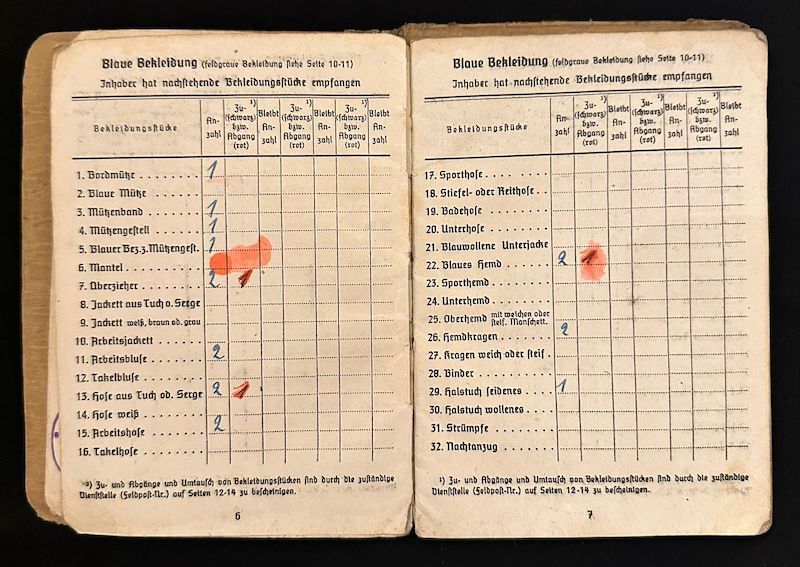 Blaue Bekleidung (feldgraue Bekleidung siehe Seite 10-11)
Inhaber hat nachstehende Bekleidungsstücke empfangen
Bekleidungsstücke An-zahl Zu-(schwarz) bzw. Abgang (rot) ¹) Bleibt An-zahl Zu-(schwarz) bzw. Abgang (rot) ¹) Bleibt An-zahl Zu-(schwarz) bzw. Abgang (rot) ¹) Bleibt An-zahl
1. Bordmütze 1
2. Blaue Mütze
3. Mützenband 1
4. Mützengestell 1
5. Blauer Bez.z.Mützengest. 1
6. Mantel
7. Überzieher 2 1
8. Jackett aus Tuch o. Serge
9. Jackett weiß, braun od. grau
10. Arbeitsjackett
11. Arbeitsbluse 2
12. Takelbluse
13. Hose aus Tuch od. Serge 2 1
14. Hose weiß
15. Arbeitshose 2
16. Takelhose
¹) Zu- und Abgänge und Umtausch von Bekleidungsstücken sind durch die zuständige
Dienststelle (Feldpost-Nr.) auf Seiten 12-14 zu bescheinigen.
6
Blaue Bekleidung (feldgraue Bekleidung siehe Seite 10-11)
Inhaber hat nachstehende Bekleidungsstücke empfangen
Bekleidungsstücke An-zahl Zu-(schwarz) bzw. Abgang (rot) ¹) Bleibt An-zahl Zu-(schwarz) bzw. Abgang (rot) ¹) Bleibt An-zahl Zu-(schwarz) bzw. Abgang (rot) ¹) Bleibt An-zahl
17. Sporthose
18. Stiefel- oder Reithose
19. Badehose
20. Unterhose
21. Blauwollene Unterjacke
22. Blaues Hemd 2 1
23. Sporthemd
24. Unterhemd
25. Oberhemd mit weichen oder steif. Manschett.
26. Hemdkragen 2
27. Kragen weich oder steif
28. Binder
29. Halstuch seidenes 1
30. Halstuch wollenes
31. Strümpfe
32. Nachtanzug
¹) Zu- und Abgänge und Umtausch von Bekleidungsstücken sind durch die zuständige
Dienststelle (Feldpost-Nr.) auf Seiten 12-14 zu bescheinigen.
7